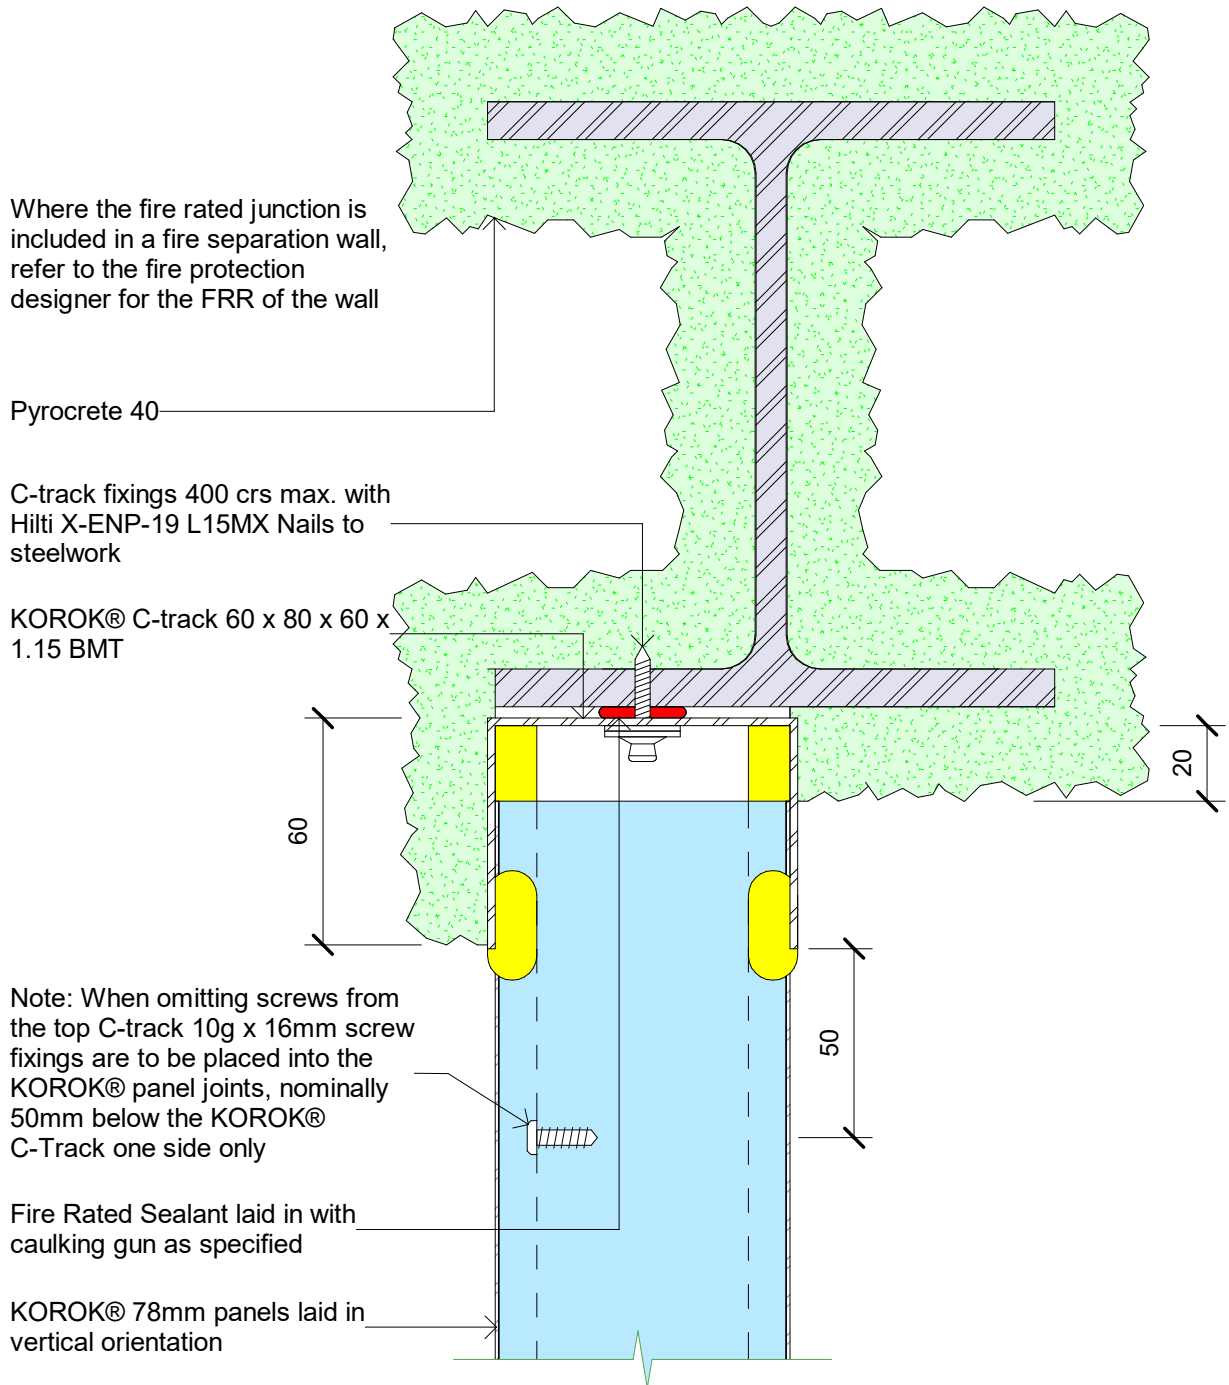 Where the fire rated junction is
included in a fire separation wall,
refer to the fire protection
designer for the FRR of the wall
Pyrocrete 40
C-track fixings 400 crs max. with
Hilti X-ENP-19 L15MX Nails to
steelwork
KOROK® C-track 60 x 80 x 60 x
1.15 BMT
20
60
Note: When omitting screws from
the top C-track 10g x 16mm screw
fixings are to be placed into the
KOROK® panel joints, nominally
50mm below the KOROK®
C-Track one side only
50
Fire Rated Sealant laid in with
caulking gun as specified
KOROK® 78mm panels laid in
vertical orientation